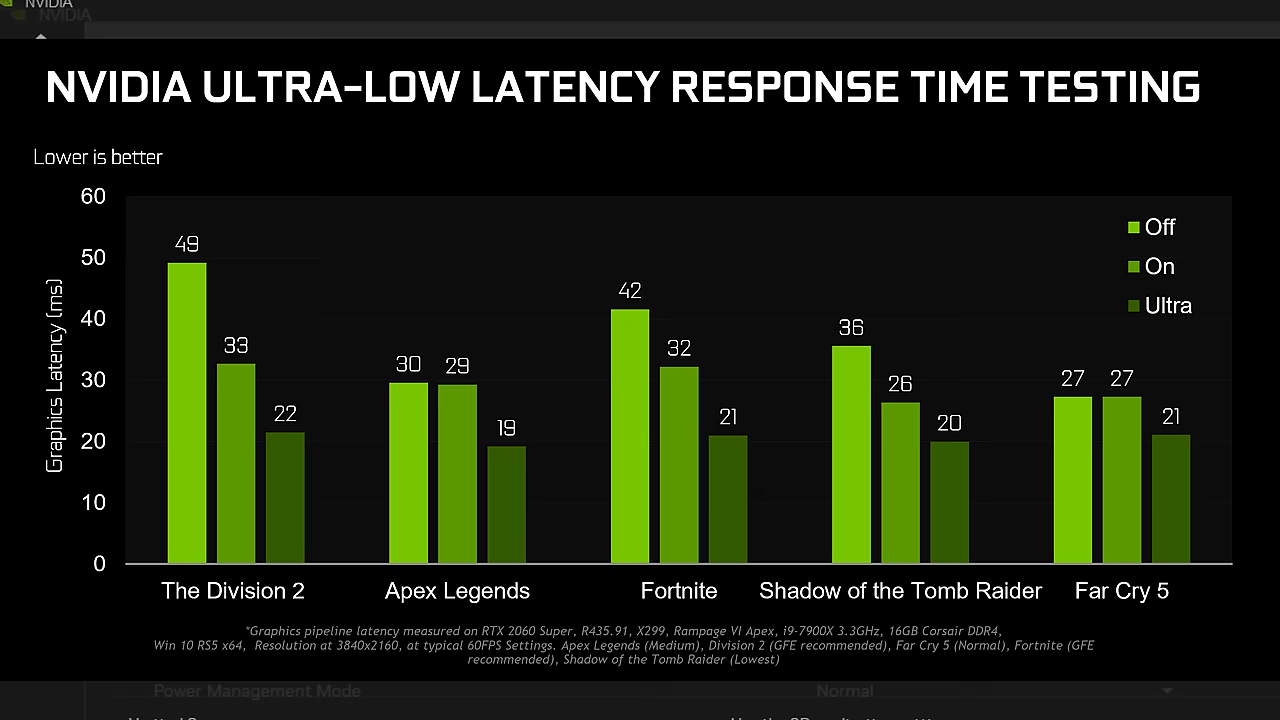 NVIDIA
NVIDIA
NVIDIA ULTRA-LOW LATENCY RESPONSE TIME TESTING
Lower is better
Graphics Latency (ms)
60
50
40
30
20
10
0
Off
On
Ultra
49
33
22
30
29
19
42
32
21
36
26
20
27
27
21
The Division 2
Apex Legends
Fortnite
Shadow of the Tomb Raider
Far Cry 5
*Graphics pipeline latency measured on RTX 2060 Super, R435.91, X299, Rampage VI Apex, i9-7900X 3.3GHz, 16GB Corsair DDR4,
Win 10 RS5 x64, Resolution at 3840x2160, at typical 60FPS Settings. Apex Legends (Medium), Division 2 (GFE recommended), Far Cry 5 (Normal), Fortnite (GFE
recommended), Shadow of the Tomb Raider (Lowest)
Power Management Mode
Normal